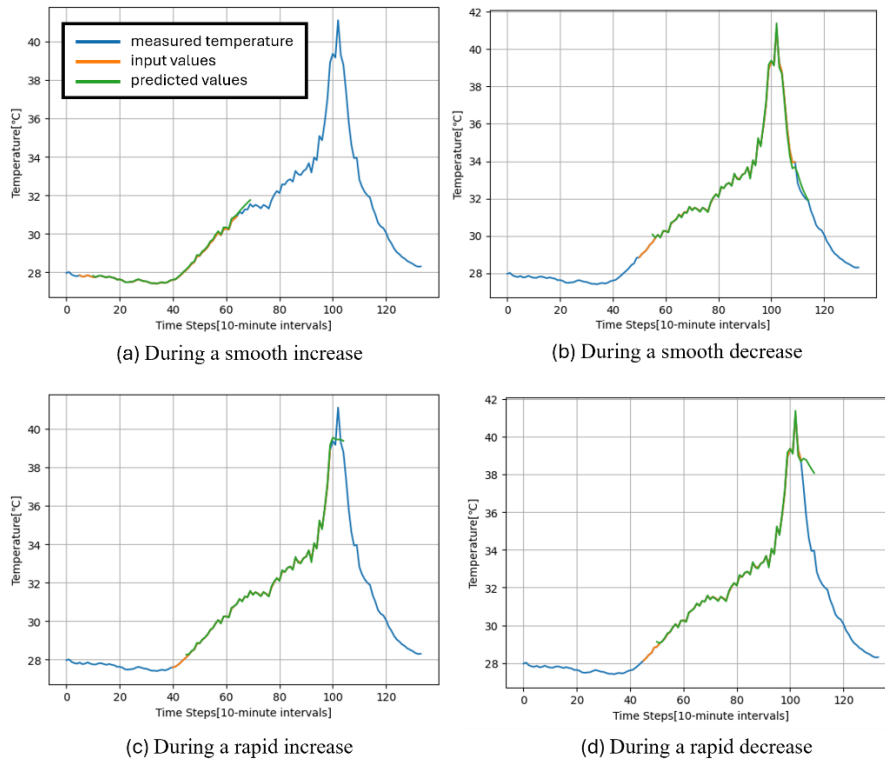 measured temperature
input values
predicted values
Temperature[℃]
40
38
36
34
32
30
28
0 20 40 60 80 100 120
Time Steps[10-minute intervals]
(a) During a smooth increase
Temperature[℃]
42
40
38
36
34
32
30
28
0 20 40 60 80 100 120
Time Steps[10-minute intervals]
(b) During a smooth decrease
Temperature[℃]
40
38
36
34
32
30
28
0 20 40 60 80 100 120
Time Steps[10-minute intervals]
(c) During a rapid increase
Temperature[℃]
42
40
38
36
34
32
30
28
0 20 40 60 80 100 120
Time Steps[10-minute intervals]
(d) During a rapid decrease